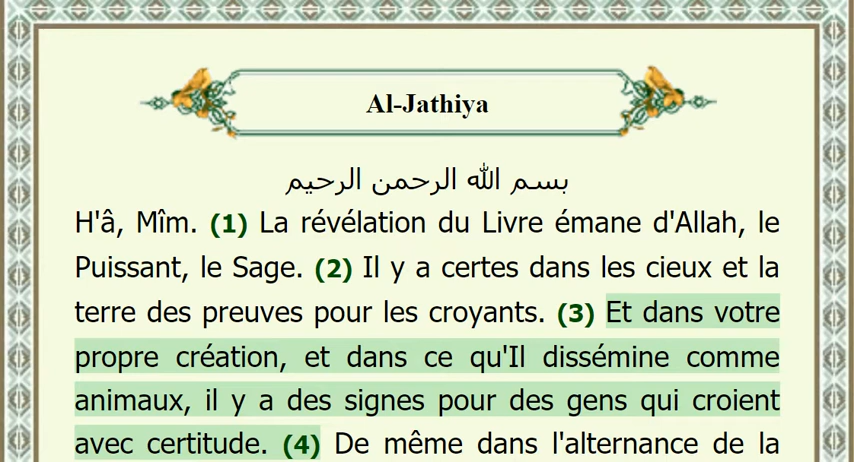 Al-Jathiya
بسم الله الرحمن الرحيم
H'â, Mîm. (1) La révélation du Livre émane d'Allah, le
Puissant, le Sage. (2) Il y a certes dans les cieux et la
terre des preuves pour les croyants. (3) Et dans votre
propre création, et dans ce qu'Il dissémine comme
animaux, il y a des signes pour des gens qui croient
avec certitude. (4) De même dans l'alternance de la